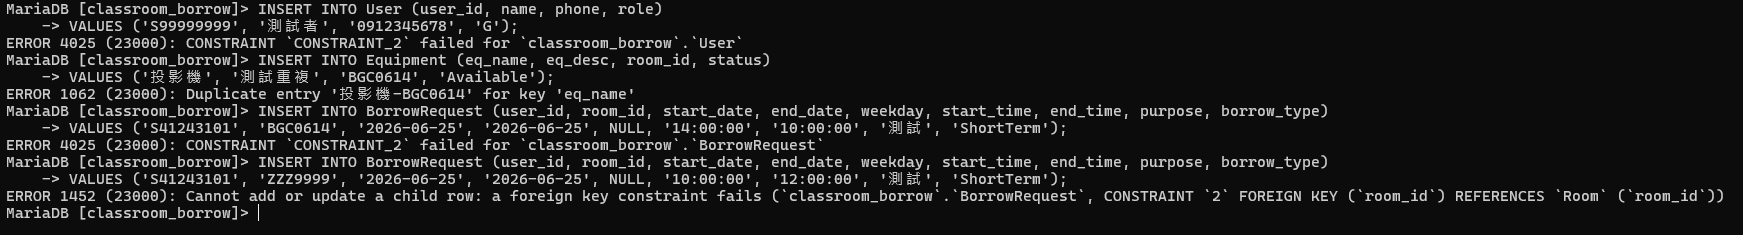 MariaDB [classroom_borrow]> INSERT INTO User (user_id, name, phone, role)
    -> VALUES ('S99999999', '測試者', '0912345678', 'G');
ERROR 4025 (23000): CONSTRAINT `CONSTRAINT_2` failed for `classroom_borrow`.`User`
MariaDB [classroom_borrow]> INSERT INTO Equipment (eq_name, eq_desc, room_id, status)
    -> VALUES ('投影機', '測試重複', 'BGC0614', 'Available');
ERROR 1062 (23000): Duplicate entry '投影機-BGC0614' for key 'eq_name'
MariaDB [classroom_borrow]> INSERT INTO BorrowRequest (user_id, room_id, start_date, end_date, weekday, start_time, end_time, purpose, borrow_type)
    -> VALUES ('S41243101', 'BGC0614', '2026-06-25', '2026-06-25', NULL, '14:00:00', '10:00:00', '測試', 'ShortTerm');
ERROR 4025 (23000): CONSTRAINT `CONSTRAINT_2` failed for `classroom_borrow`.`BorrowRequest`
MariaDB [classroom_borrow]> INSERT INTO BorrowRequest (user_id, room_id, start_date, end_date, weekday, start_time, end_time, purpose, borrow_type)
    -> VALUES ('S41243101', 'ZZZ9999', '2026-06-25', '2026-06-25', NULL, '10:00:00', '12:00:00', '測試', 'ShortTerm');
ERROR 1452 (23000): Cannot add or update a child row: a foreign key constraint fails (`classroom_borrow`.`BorrowRequest`, CONSTRAINT `2` FOREIGN KEY (`room_id`) REFERENCES `Room` (`room_id`))
MariaDB [classroom_borrow]>